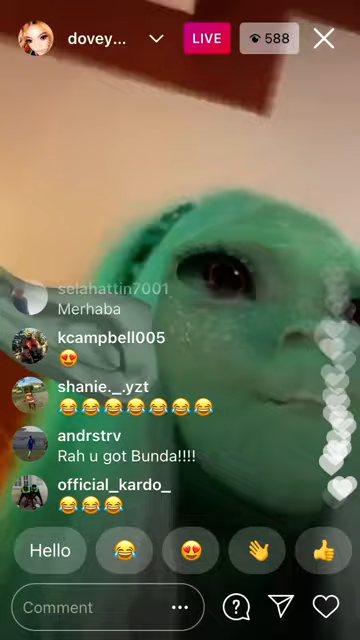 dovey...
LIVE
588
selahattin7001
Merhaba
kcampbell005
😍
shanie._.yzt
😂😂😂😂😂😂😂
andrstrv
Rah u got Bunda!!!!
official_kardo_
😂😂😂
Hello 😂 😍 👋 👍
Comment